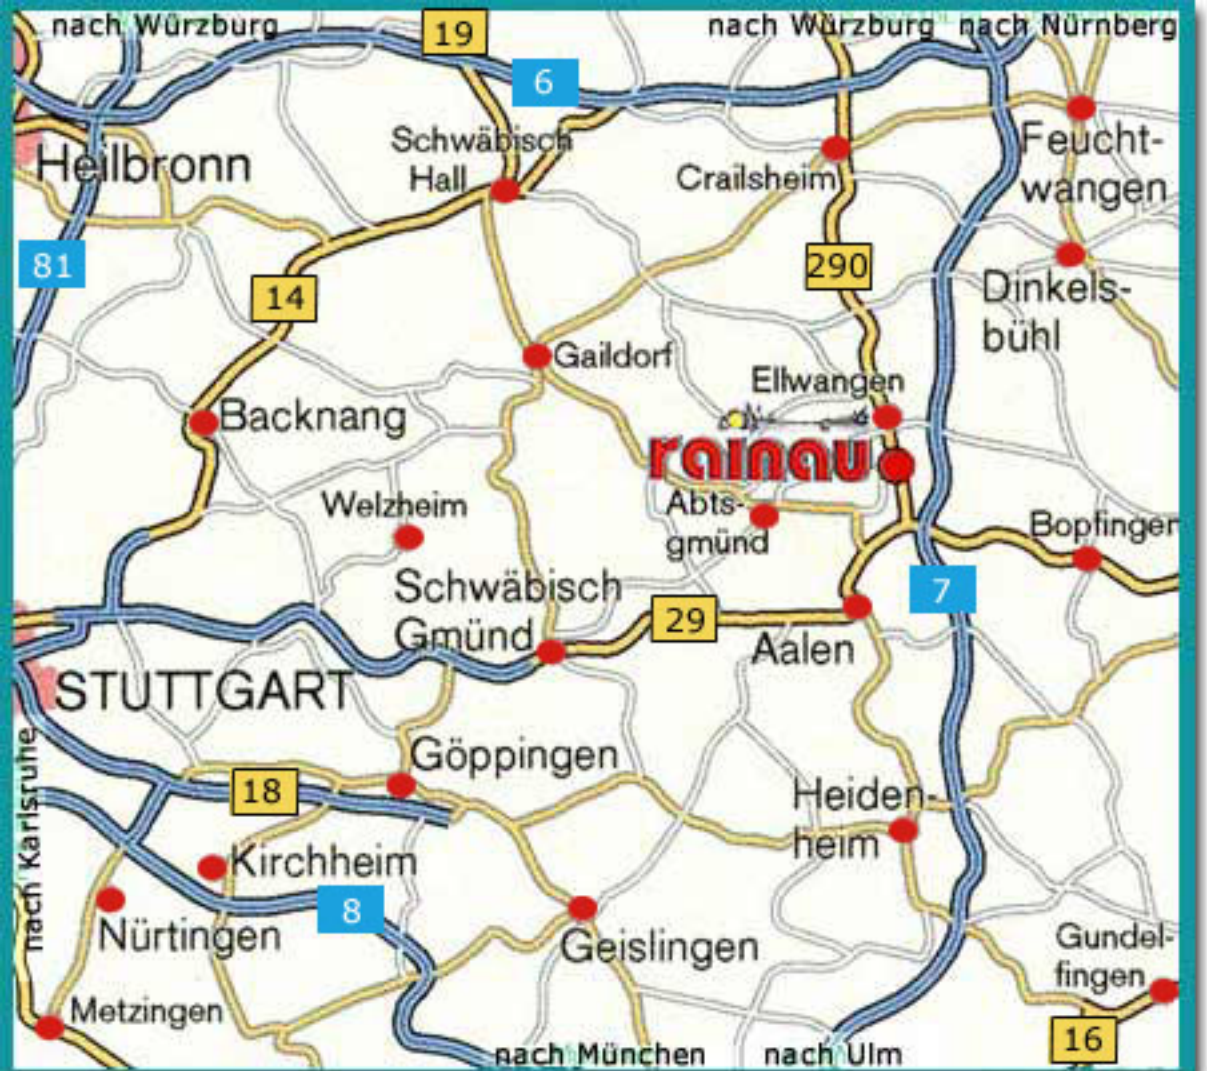 nach Würzburg
19
nach Würzburg
nach Nürnberg
6
Schwäbisch
Hall
Feucht-
wangen
Heilbronn
Crailsheim
81
290
14
Dinkels-
bühl
Gaildorf
Ellwangen
Backnang
rainau
Welzheim
Abts-
gmünd
Bopfingen
Schwäbisch
Gmünd
7
29
Aalen
STUTTGART
nach Karlsruhe
Göppingen
18
Heiden-
heim
Kirchheim
8
Nürtingen
Geislingen
Gundel-
fingen
Metzingen
16
nach München
nach Ulm